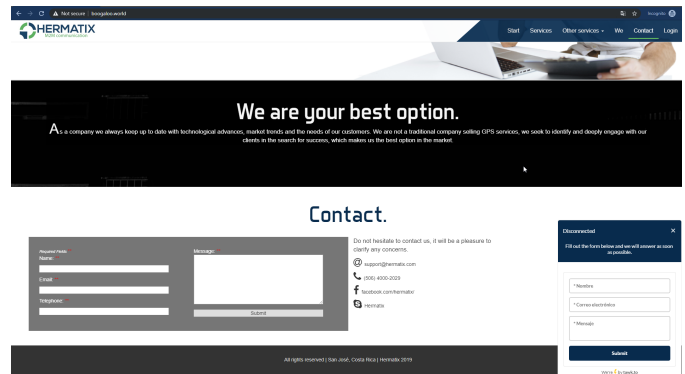 Not secure | boogaloo.world
HERMATIX
M2M communication
Start Services Other services We Contact Login
We are your best option.
As a company we always keep up to date with technological advances, market trends and the needs of our customers. We are not a traditional company selling GPS services, we seek to identify and deeply engage with our
clients in the search for success, which makes us the best option in the market.
Contact.
Required Fields *
Name: *
Email: *
Telephone: *
Message: *
Submit
Do not hesitate to contact us, it will be a pleasure to
clarify any concerns.
support@hermatix.com
(506) 4000-2029
facebook.com/hermatix/
Hermatix
Disconnected ×
Fill out the form below and we will answer as soon
as possible.
* Nombre
* Correo electrónico
* Mensaje
Submit
All rights reserved | San José, Costa Rica | Hermatix 2019